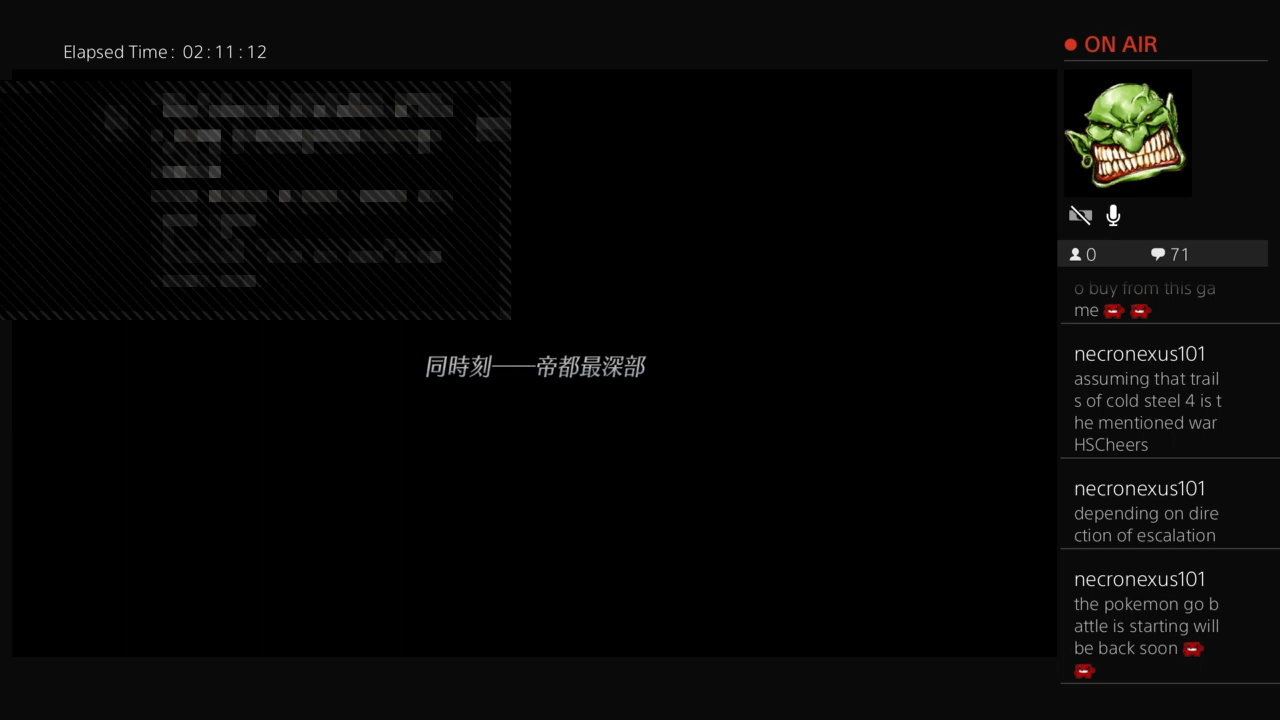 Elapsed Time: 02:11:12
ON AIR
0 71
o buy from this ga
me
necronexus101
assuming that trail
s of cold steel 4 is t
he mentioned war
HSCheers
necronexus101
depending on dire
ction of escalation
necronexus101
the pokemon go b
attle is starting will
be back soon
同時刻――帝都最深部